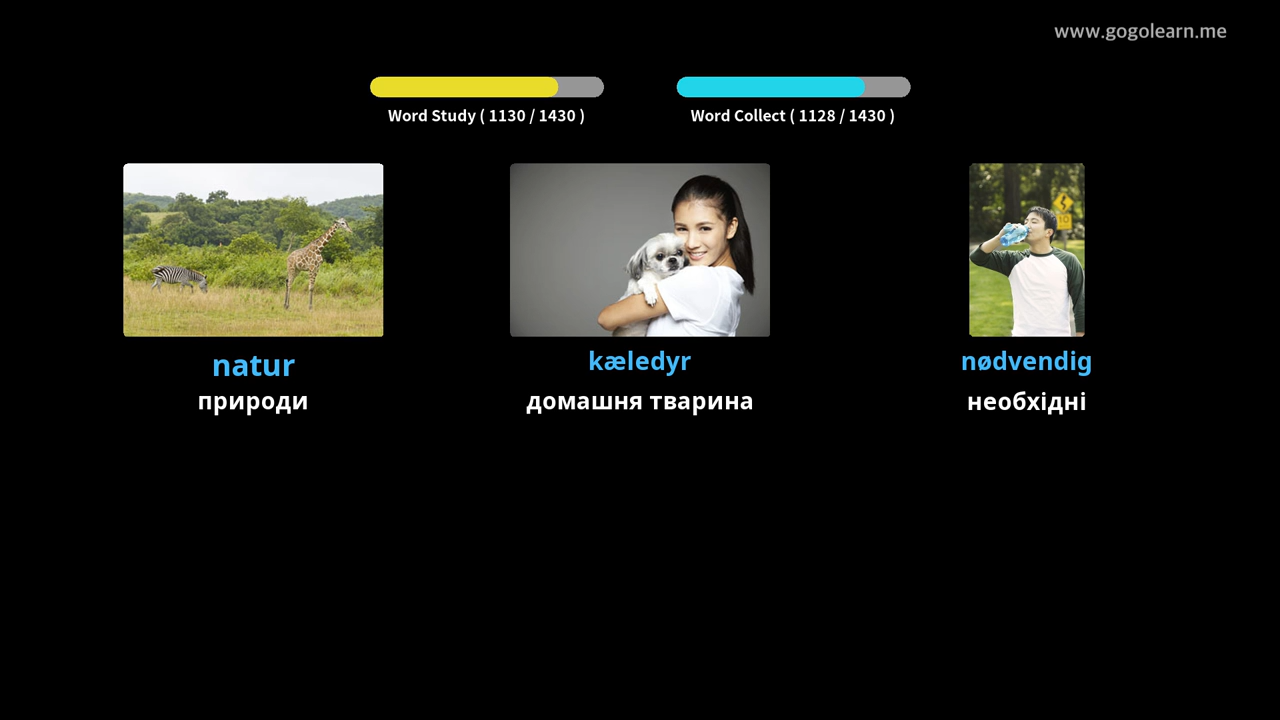 www.gogolearn.me
Word Study ( 1130 / 1430 )
Word Collect ( 1128 / 1430 )
natur
природи
kæledyr
домашня тварина
nødvendig
необхідні